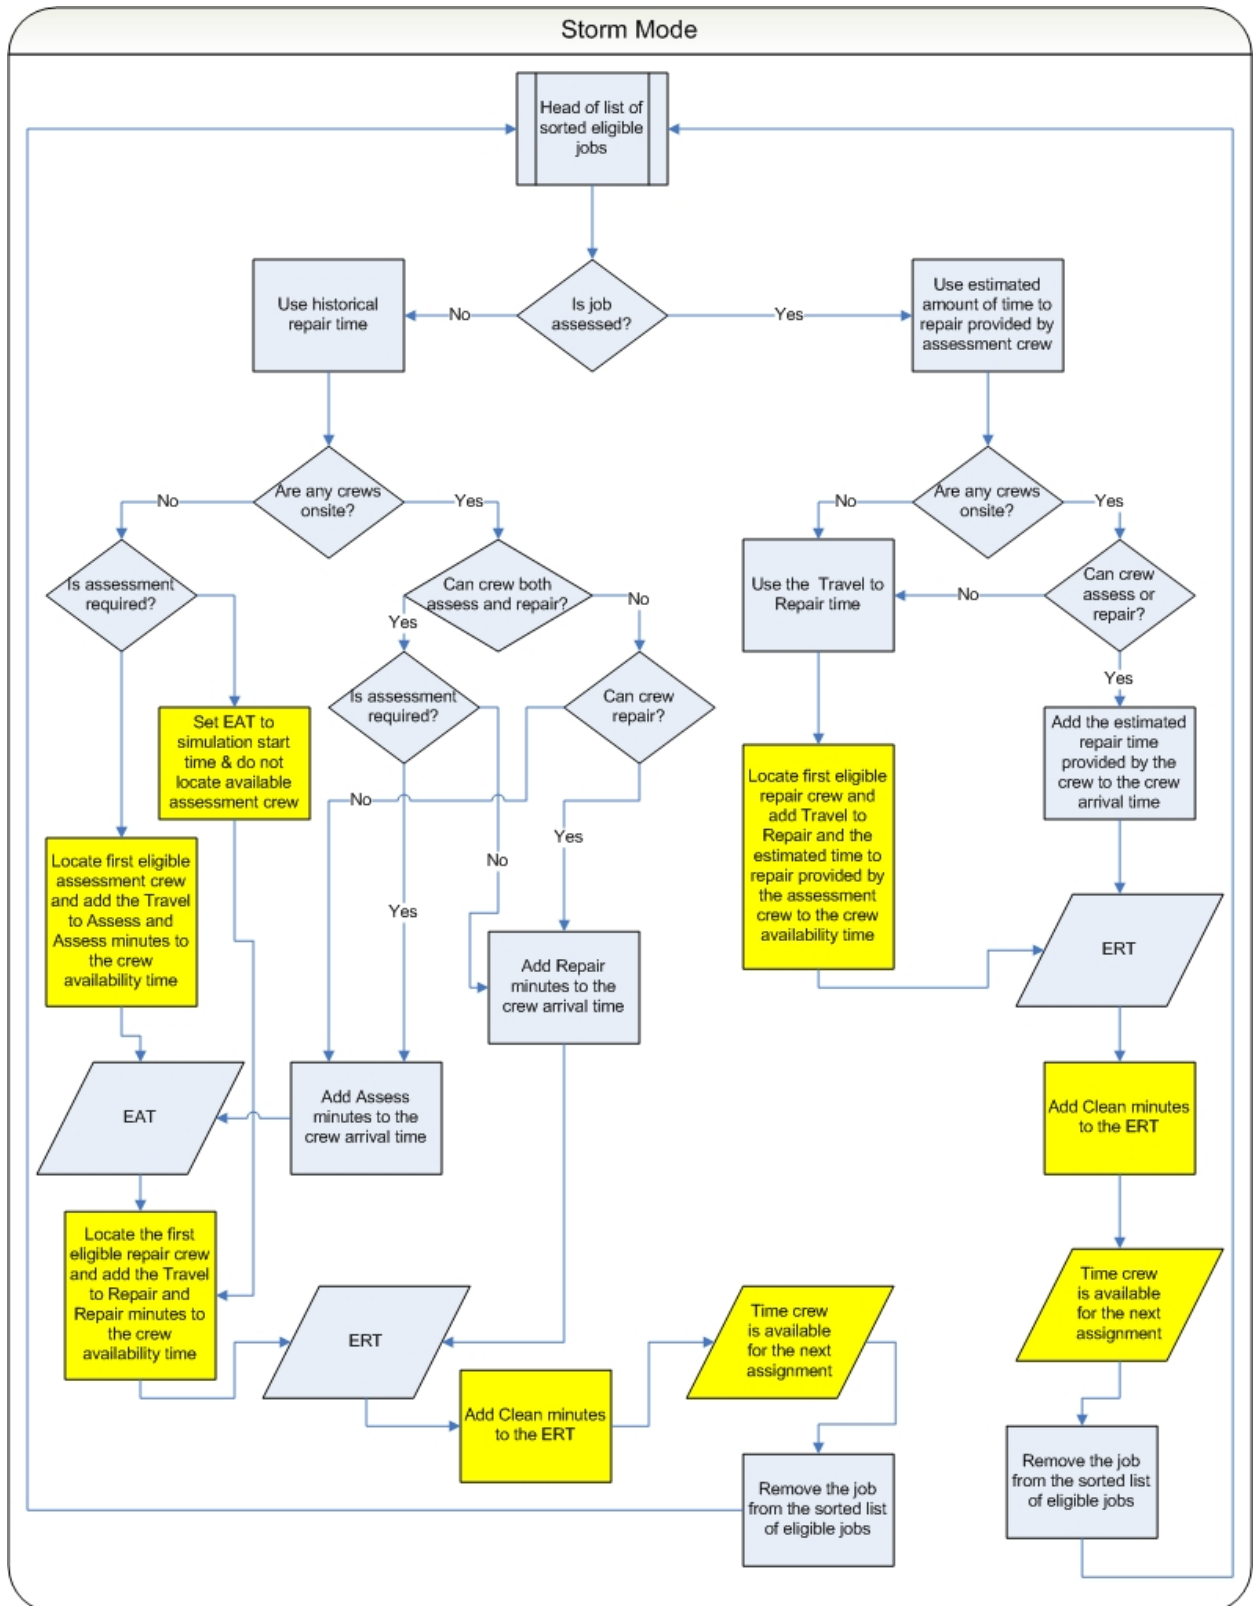 Storm Mode
Head of list of
sorted eligible
jobs
Use historical
repair time
No
Is job
assessed?
Yes
Use estimated
amount of time to
repair provided by
assessment crew
No
Are any crews
onsite?
Yes
No
Are any crews
onsite?
Yes
Is assessment
required?
Can crew both
assess and repair?
No
Yes
Use the Travel to
Repair time
No
Can crew
assess or
repair?
Yes
Is assessment
required?
Can crew
repair?
Set EAT to
simulation start
time & do not
locate available
assessment crew
Add the estimated
repair time
provided by the
crew to the crew
arrival time
Locate first eligible
repair crew and
add Travel to
Repair and the
estimated time to
repair provided by
the assessment
crew to the crew
availability time
No
Yes
No
Yes
Locate first eligible
assessment crew
and add the Travel
to Assess and
Assess minutes to
the crew
availability time
Add Repair
minutes to the
crew arrival time
ERT
EAT
Add Assess
minutes to the
crew arrival time
Add Clean minutes
to the ERT
Locate the first
eligible repair crew
and add the Travel
to Repair and
Repair minutes to
the crew
availability time
ERT
Time crew
is available
for the next
assignment
Time crew
is available
for the next
assignment
Add Clean minutes
to the ERT
Remove the job
from the sorted list
of eligible jobs
Remove the job
from the sorted list
of eligible jobs